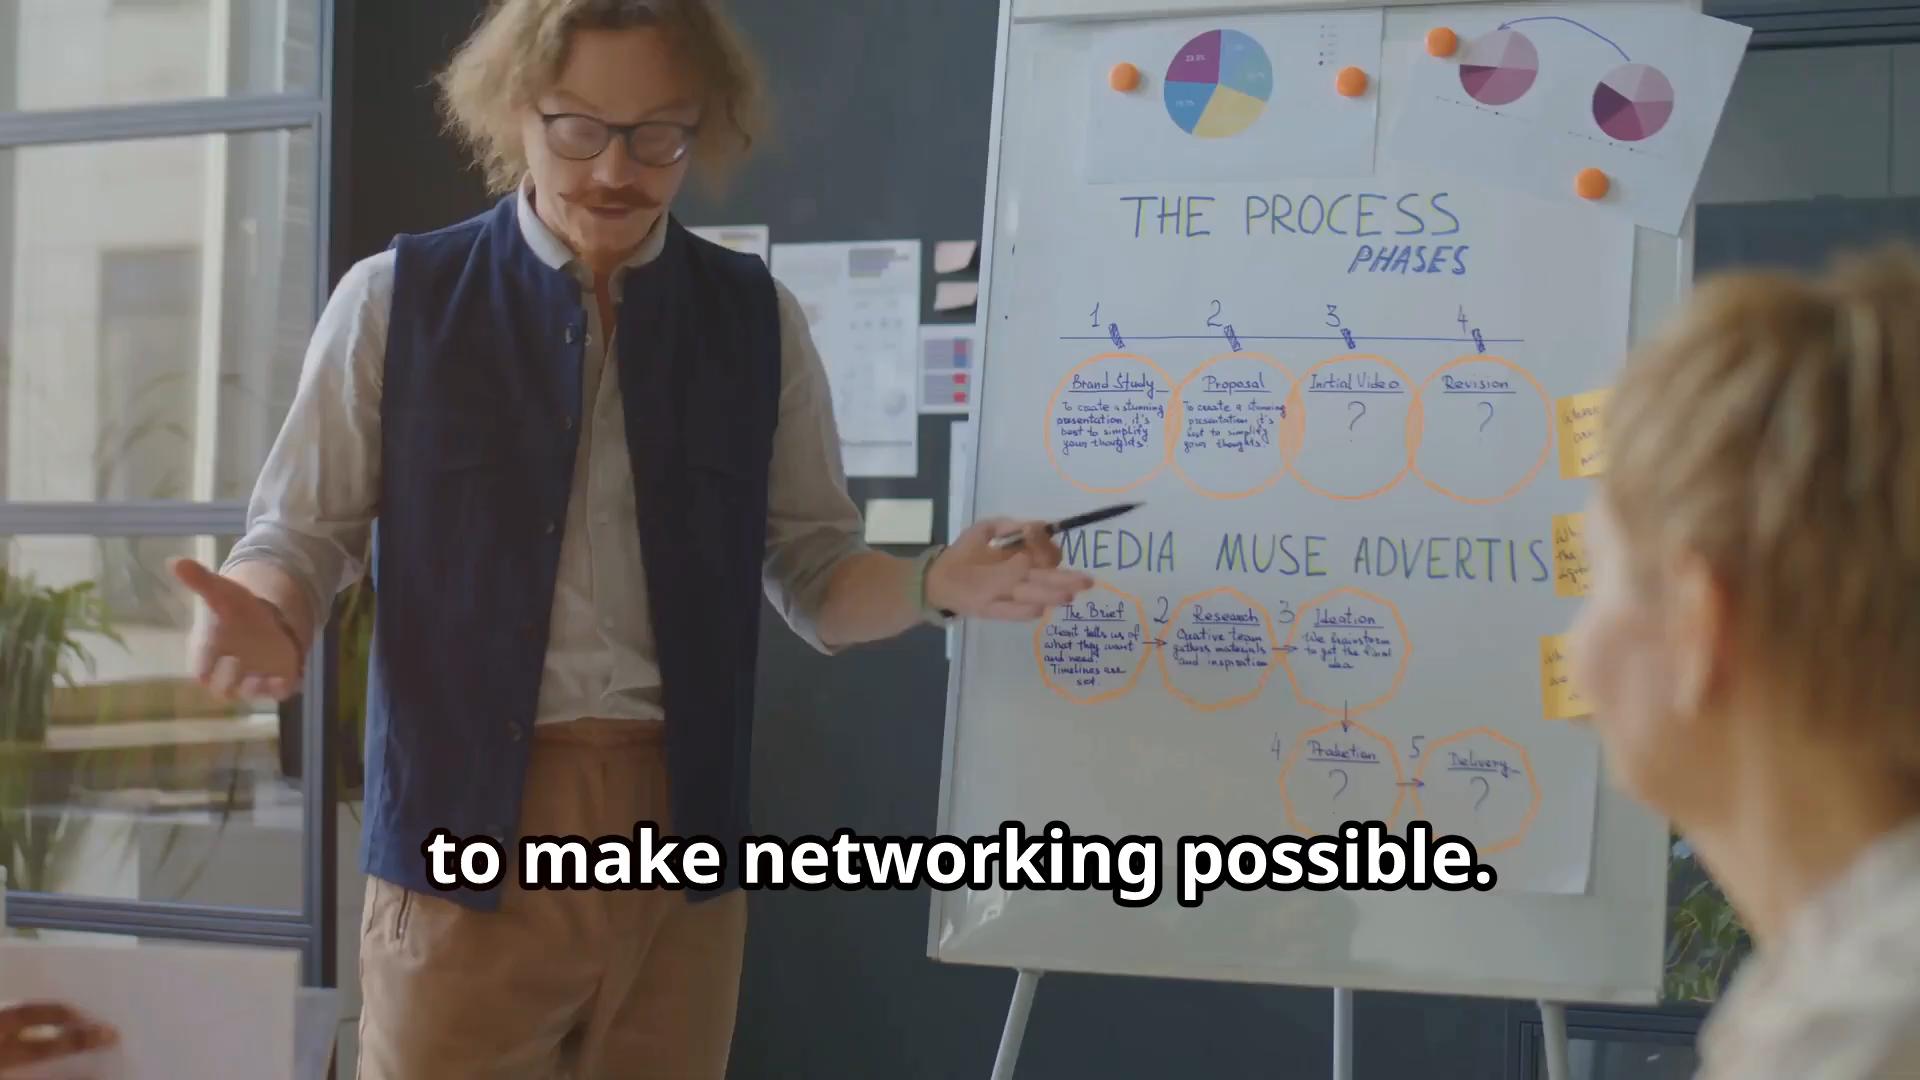 THE PROCESS
PHASES
1 2 3 4
Brand Study
To create a stunning
presentation, it's
best to simplify
your thoughts.
Proposal
To create a stunning
presentation it's
best to simplify
your thoughts.
Initial Video
?
Revision
?
MEDIA MUSE ADVERTIS
The Brief
Client tells us of
what they want
and need.
Timelines are
set.
2
Research
Creative team
gathers materials
and inspiration
3
Ideation
We brainstorm
to get the
idea
4
Production
?
5
Delivery
?
to make networking possible.